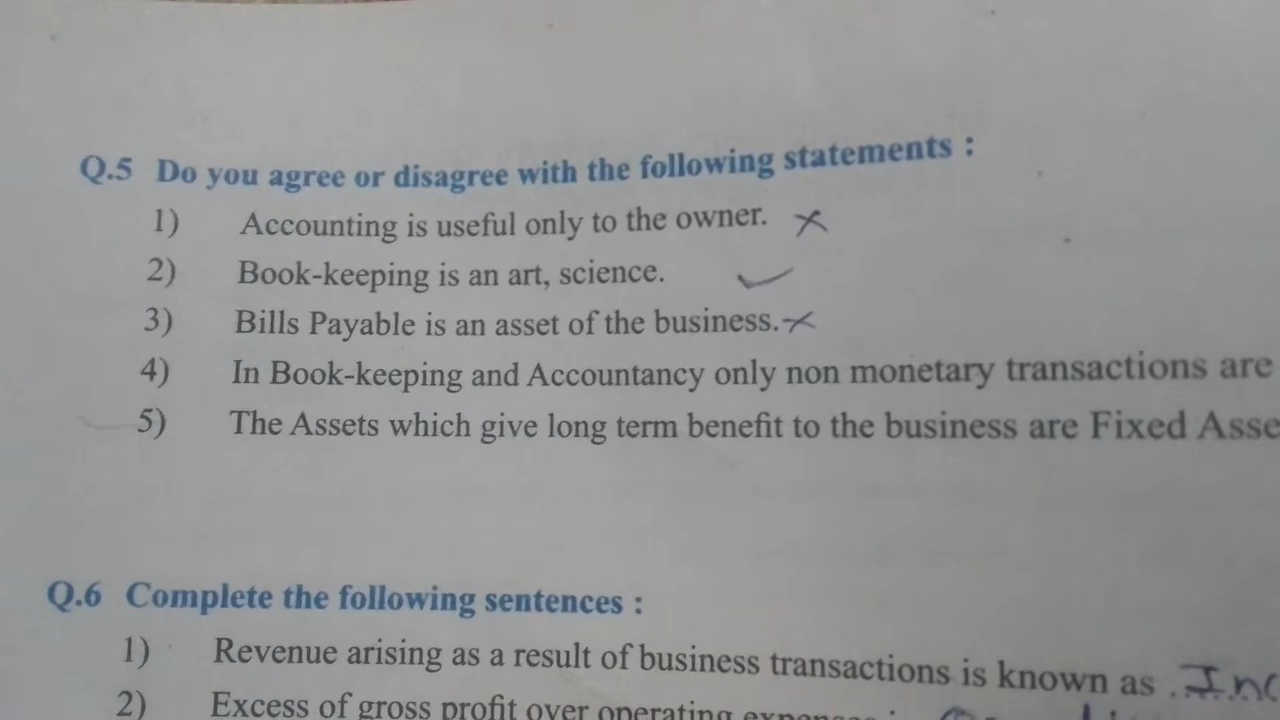 Q.5 Do you agree or disagree with the following statements :
1) Accounting is useful only to the owner.
2) Book-keeping is an art, science.
3) Bills Payable is an asset of the business.
4) In Book-keeping and Accountancy only non monetary transactions are
5) The Assets which give long term benefit to the business are Fixed Asse
Q.6 Complete the following sentences :
1) Revenue arising as a result of business transactions is known as . Inc
2) Excess of gross profit over operating expenses